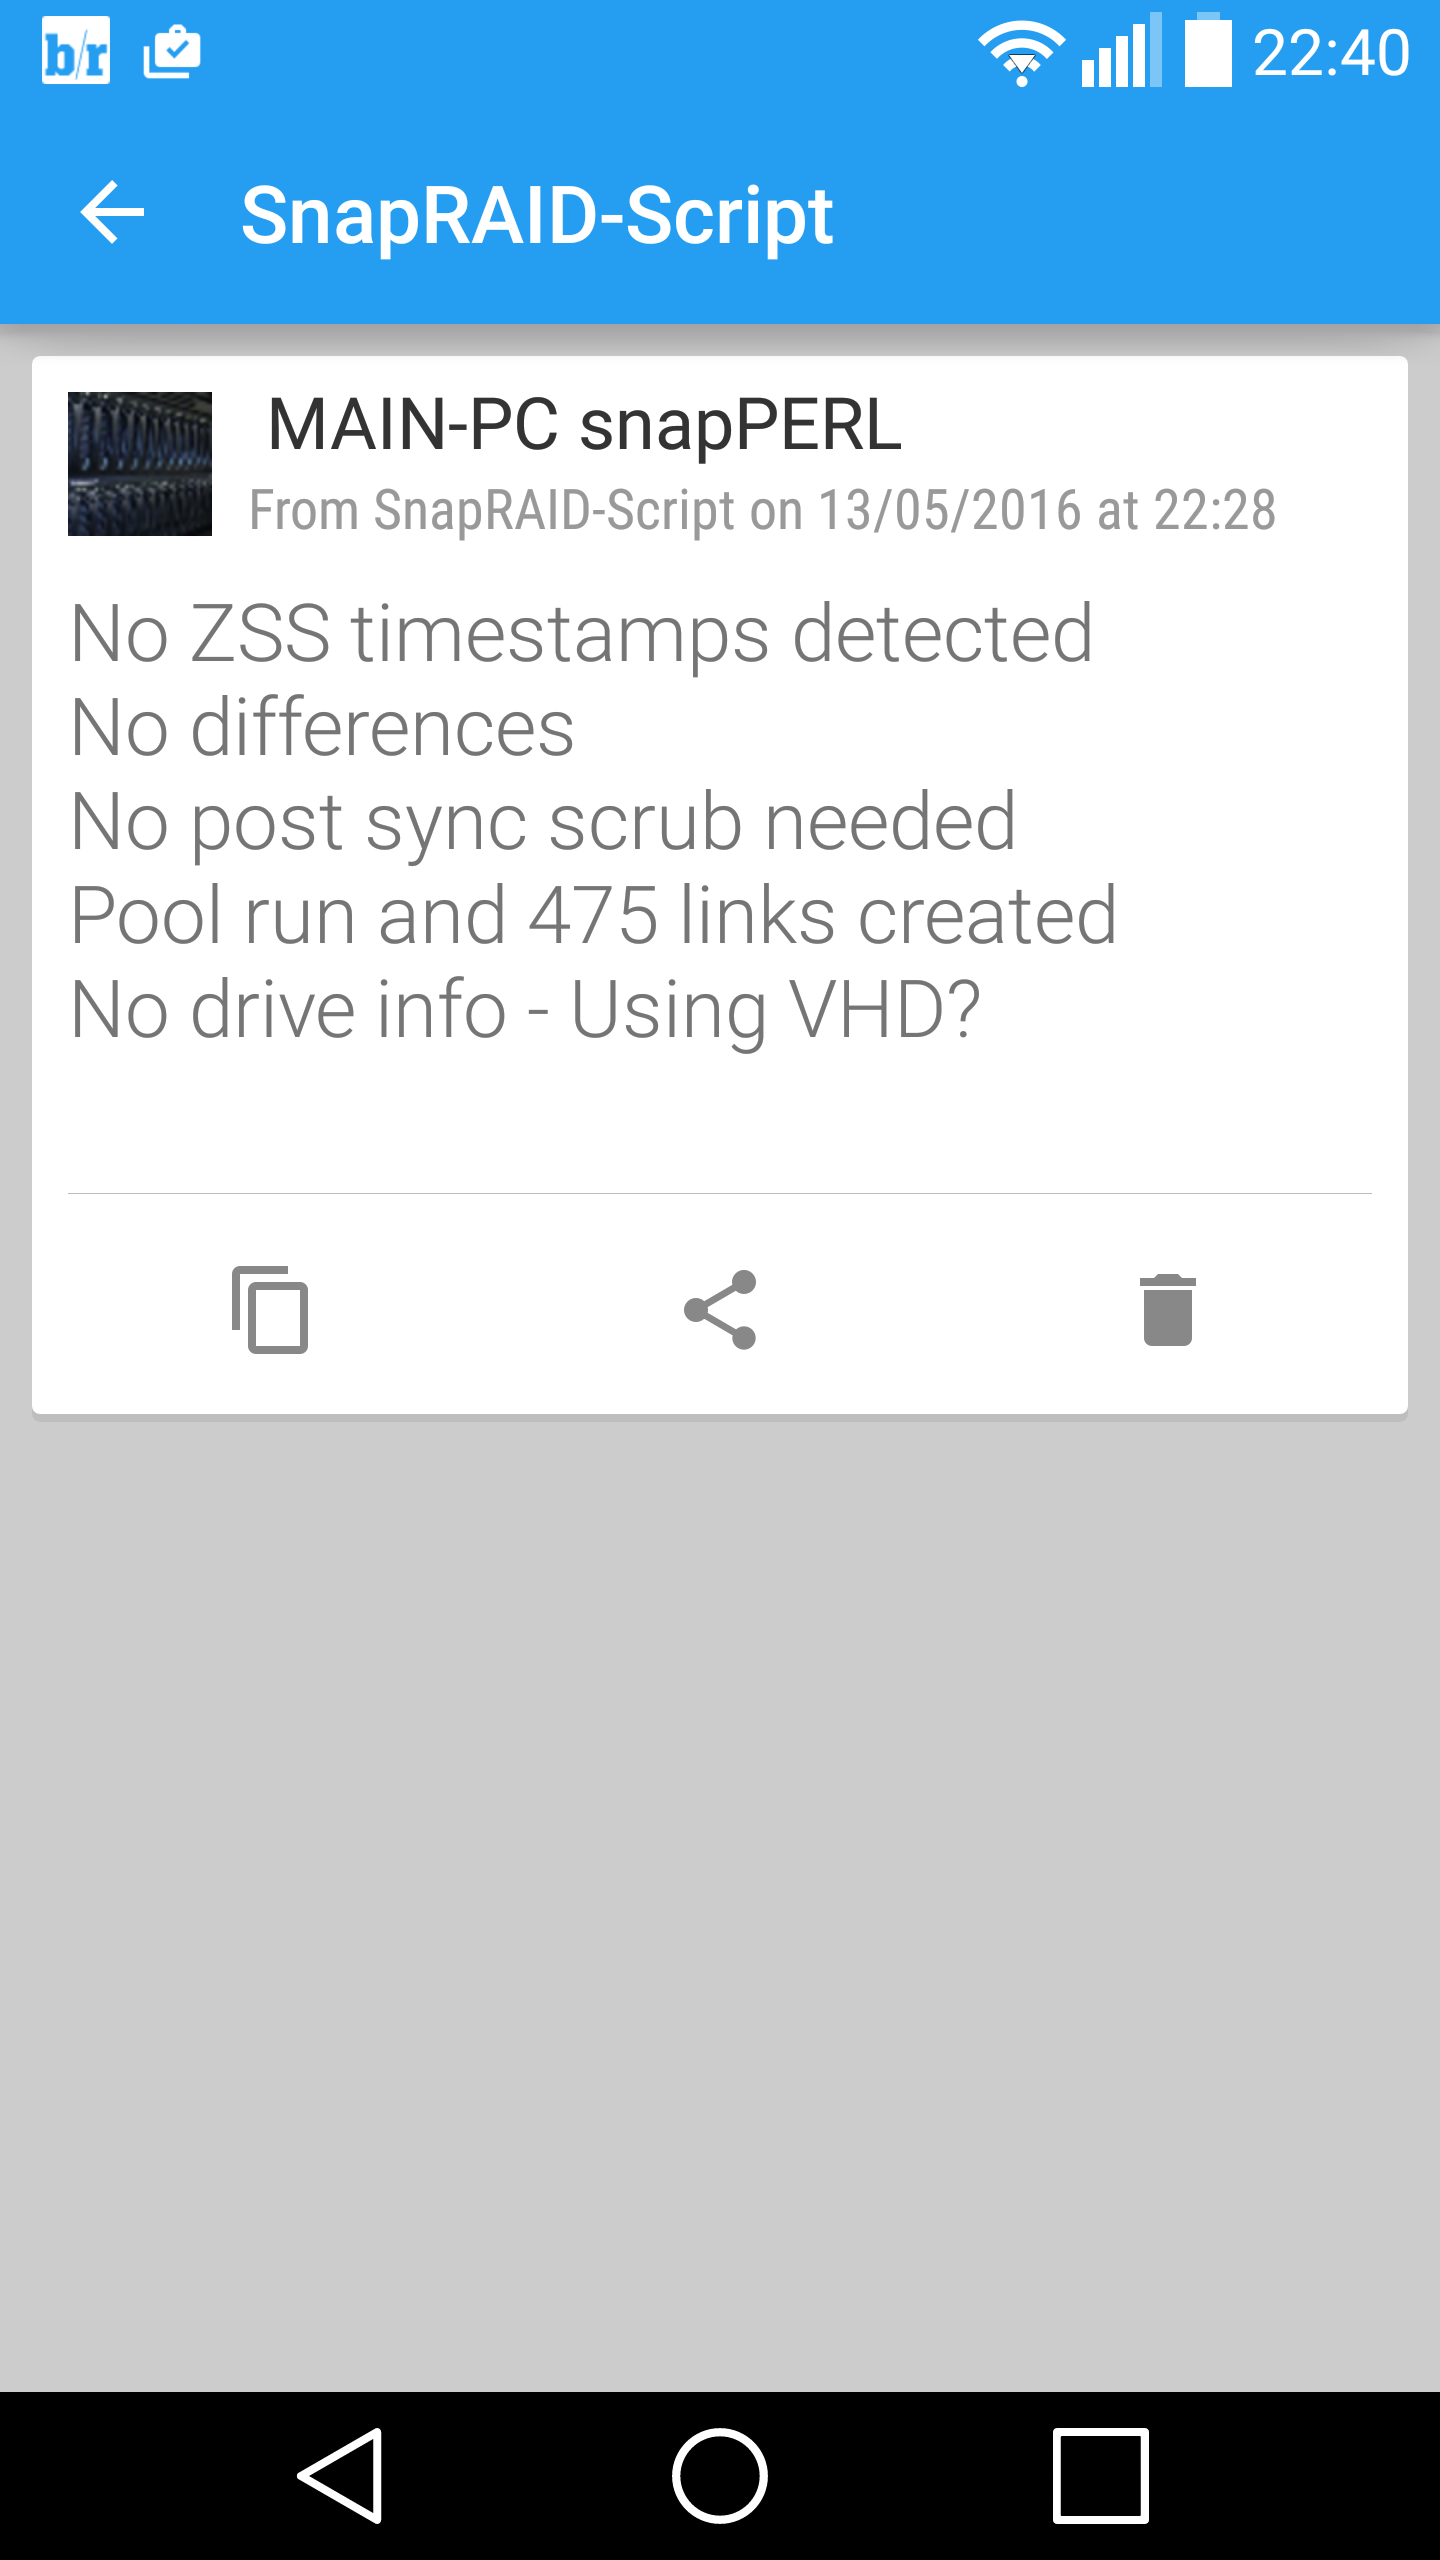 b/r
22:40
SnapRAID-Script
MAIN-PC snapPERL
From SnapRAID-Script on 13/05/2016 at 22:28
No ZSS timestamps detected
No differences
No post sync scrub needed
Pool run and 475 links created
No drive info - Using VHD?